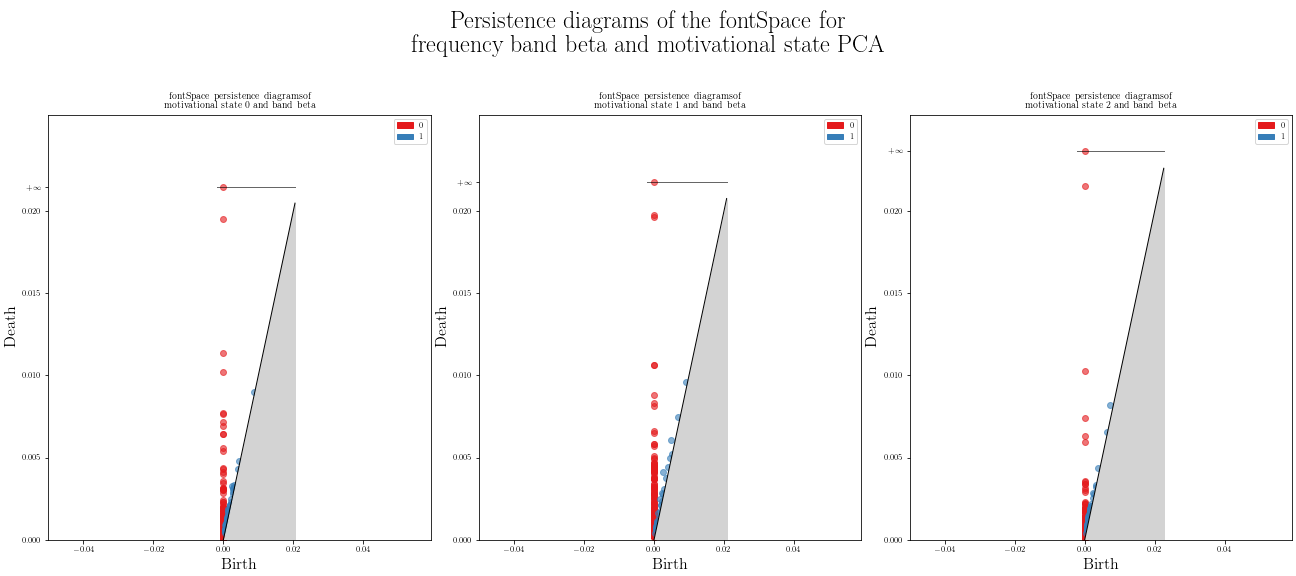 Persistence diagrams of the fontSpace for
frequency band beta and motivational state PCA
fontSpace persistence diagramsof
motivational state 0 and band beta
0
1
+∞
0.020
0.015
0.010
0.005
0.000
Death
−0.04
−0.02
0.00
0.02
0.04
Birth
fontSpace persistence diagramsof
motivational state 1 and band beta
0
1
+∞
0.020
0.015
0.010
0.005
0.000
Death
−0.04
−0.02
0.00
0.02
0.04
Birth
fontSpace persistence diagramsof
motivational state 2 and band beta
0
1
+∞
0.020
0.015
0.010
0.005
0.000
Death
−0.04
−0.02
0.00
0.02
0.04
Birth